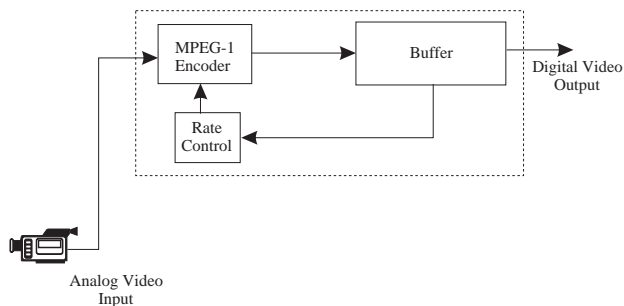 MPEG-1
Encoder
Buffer
Digital Video
Output
Rate
Control
Analog Video
Input